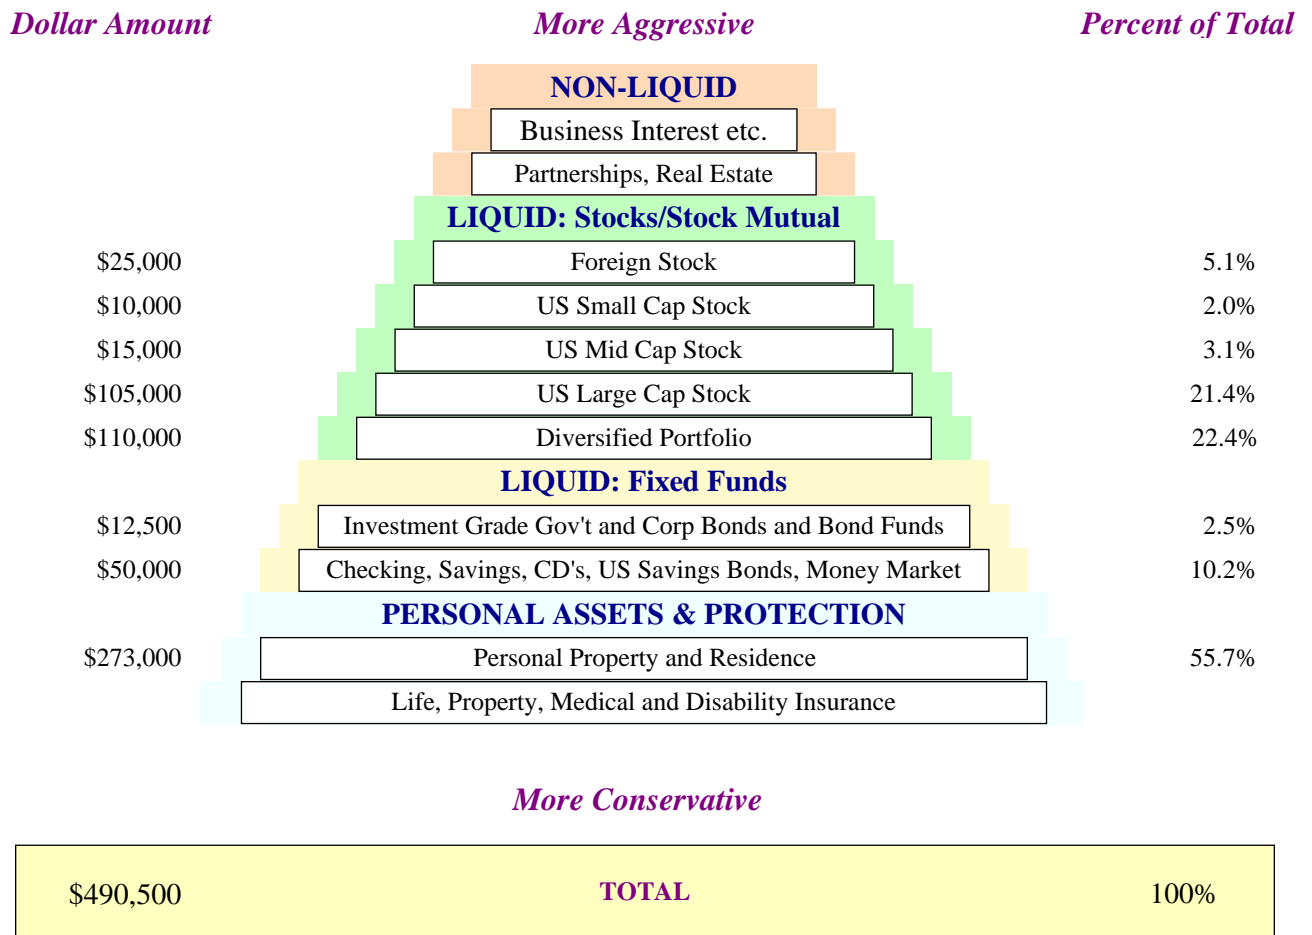 Dollar Amount More Aggressive Percent of Total
NON-LIQUID
Business Interest etc.
Partnerships, Real Estate
LIQUID: Stocks/Stock Mutual
$25,000 Foreign Stock 5.1%
$10,000 US Small Cap Stock 2.0%
$15,000 US Mid Cap Stock 3.1%
$105,000 US Large Cap Stock 21.4%
$110,000 Diversified Portfolio 22.4%
LIQUID: Fixed Funds
$12,500 Investment Grade Gov't and Corp Bonds and Bond Funds 2.5%
$50,000 Checking, Savings, CD's, US Savings Bonds, Money Market 10.2%
PERSONAL ASSETS & PROTECTION
$273,000 Personal Property and Residence 55.7%
Life, Property, Medical and Disability Insurance
More Conservative
$490,500 TOTAL 100%